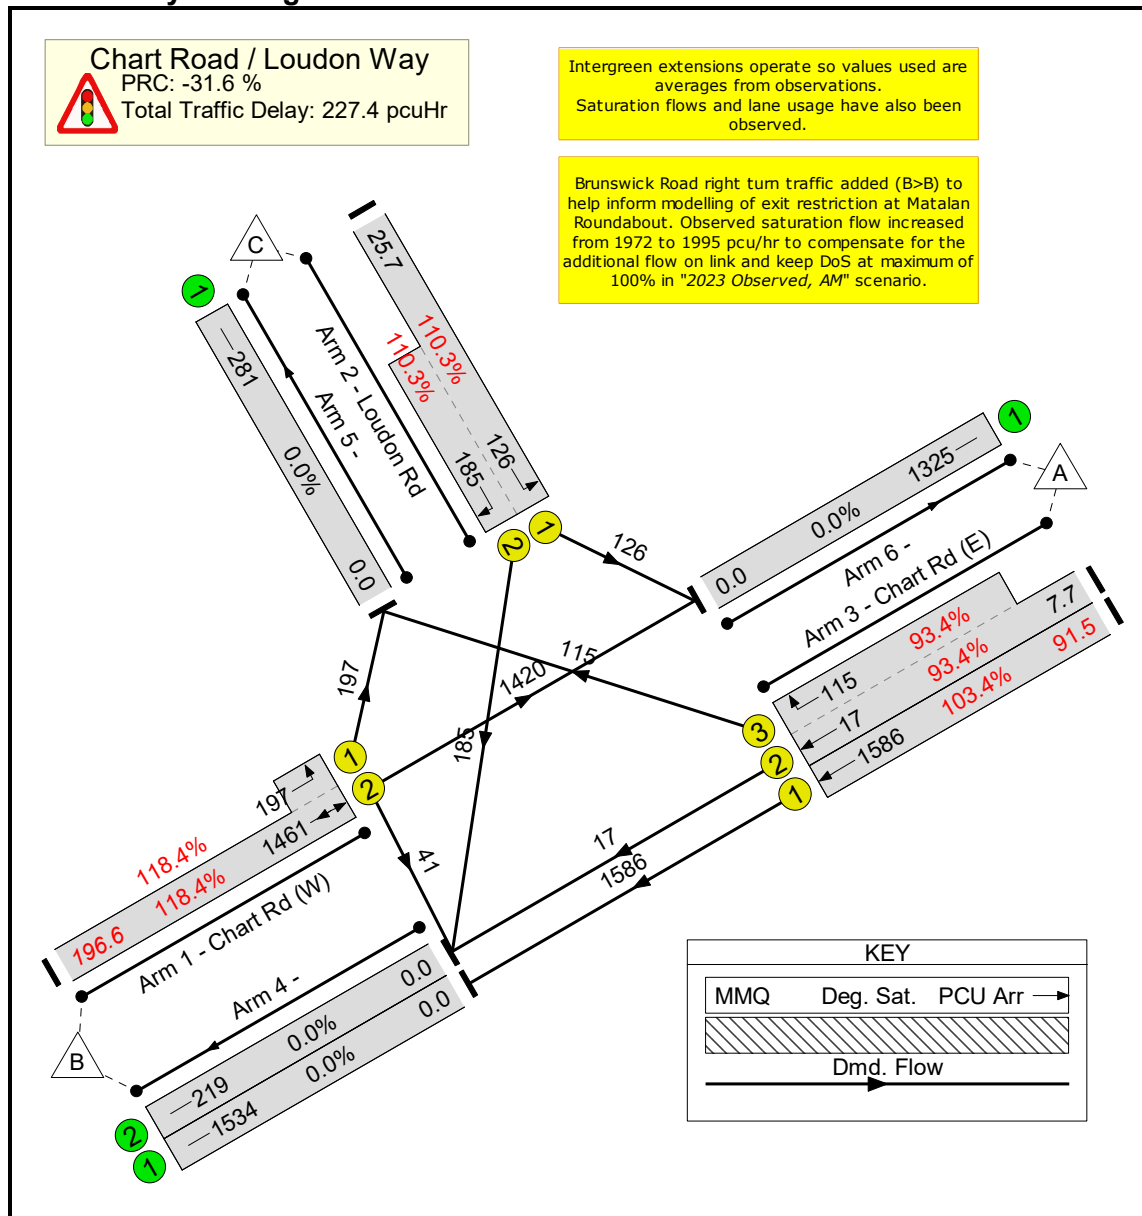 Chart Road / Loudon Way
PRC: -31.6 %
Total Traffic Delay: 227.4 pcuHr
Intergreen extensions operate so values used are
averages from observations.
Saturation flows and lane usage have also been
observed.
Brunswick Road right turn traffic added (B>B) to
help inform modelling of exit restriction at Matalan
Roundabout. Observed saturation flow increased
from 1972 to 1995 pcu/hr to compensate for the
additional flow on link and keep DoS at maximum of
100% in "2023 Observed, AM" scenario.
C
1
281
0.0%
0.0
Arm 5 -
Arm 2 - Loudon Rd
25.7
110.3%
110.3%
126
185
1
2
126
1
A
1325
0.0%
0.0
Arm 6 -
Arm 3 - Chart Rd (E)
93.4%
115
7.7
93.4%
17
91.5
103.4%
1586
3
2
1
197
1420
115
185
41
17
1586
1
2
197
1461
118.4%
118.4%
196.6
Arm 1 - Chart Rd (W)
Arm 4 -
B
0.0
0.0%
219
0.0
0.0%
1534
2
1
KEY
MMQ Deg. Sat. PCU Arr
Dmd. Flow